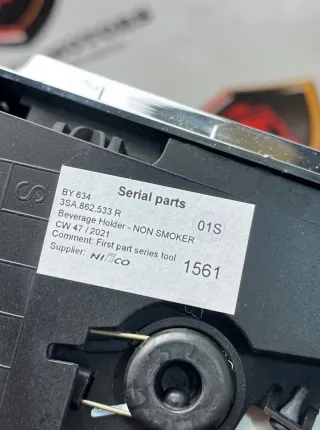 Serial parts
BY 634
3SA.862.533 R
01S
Beverage Holder - NON SMOKER
CW 47 / 2021
Comment: First part series tool
Supplier:
1561